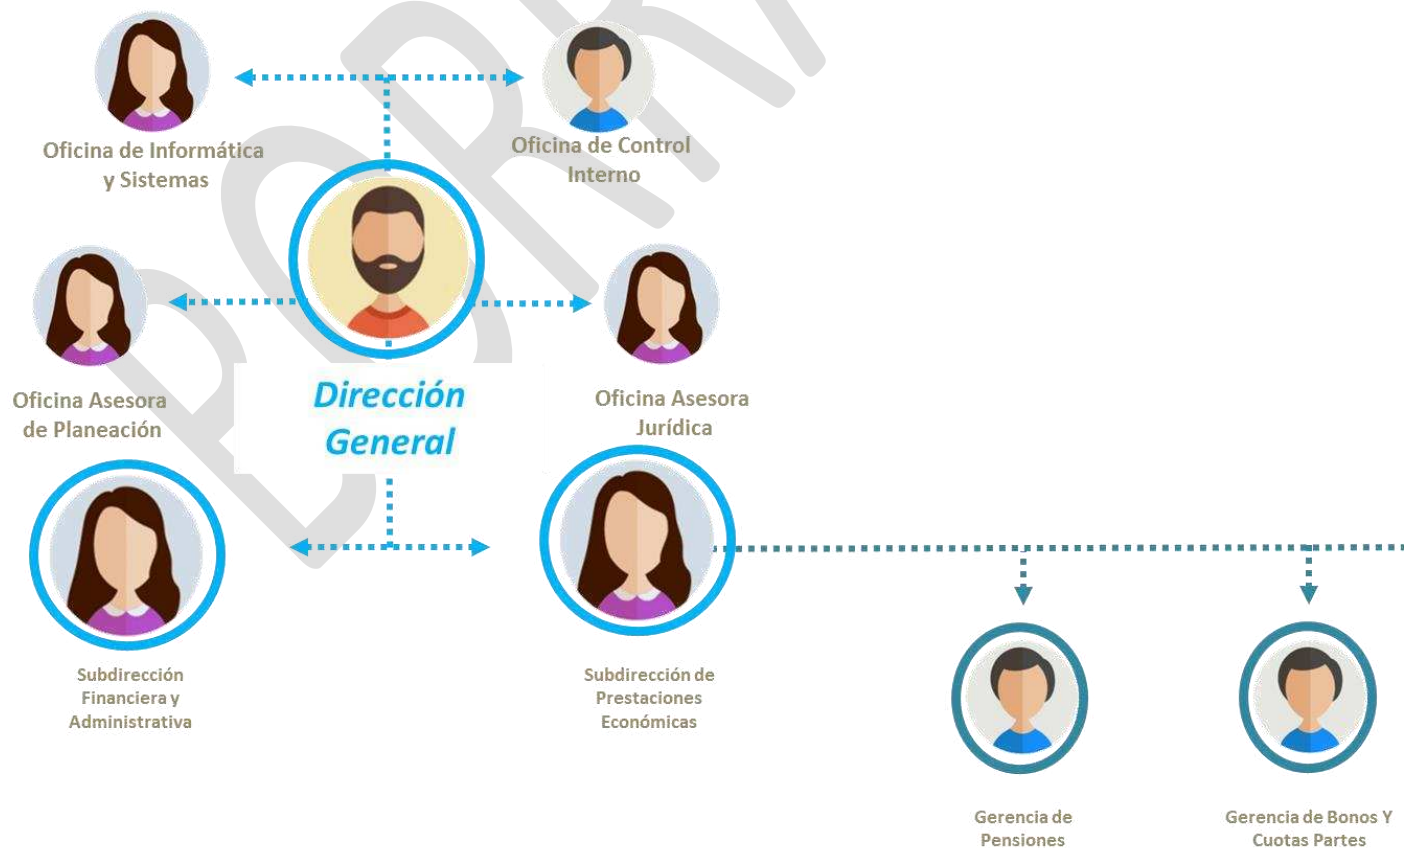 Oficina de Informática
y Sistemas
Oficina de Control
Interno
Oficina Asesora
de Planeación
Dirección
General
Oficina Asesora
Jurídica
Subdirección
Financiera y
Administrativa
Subdirección de
Prestaciones
Económicas
Gerencia de
Pensiones
Gerencia de Bonos Y
Cuotas Partes